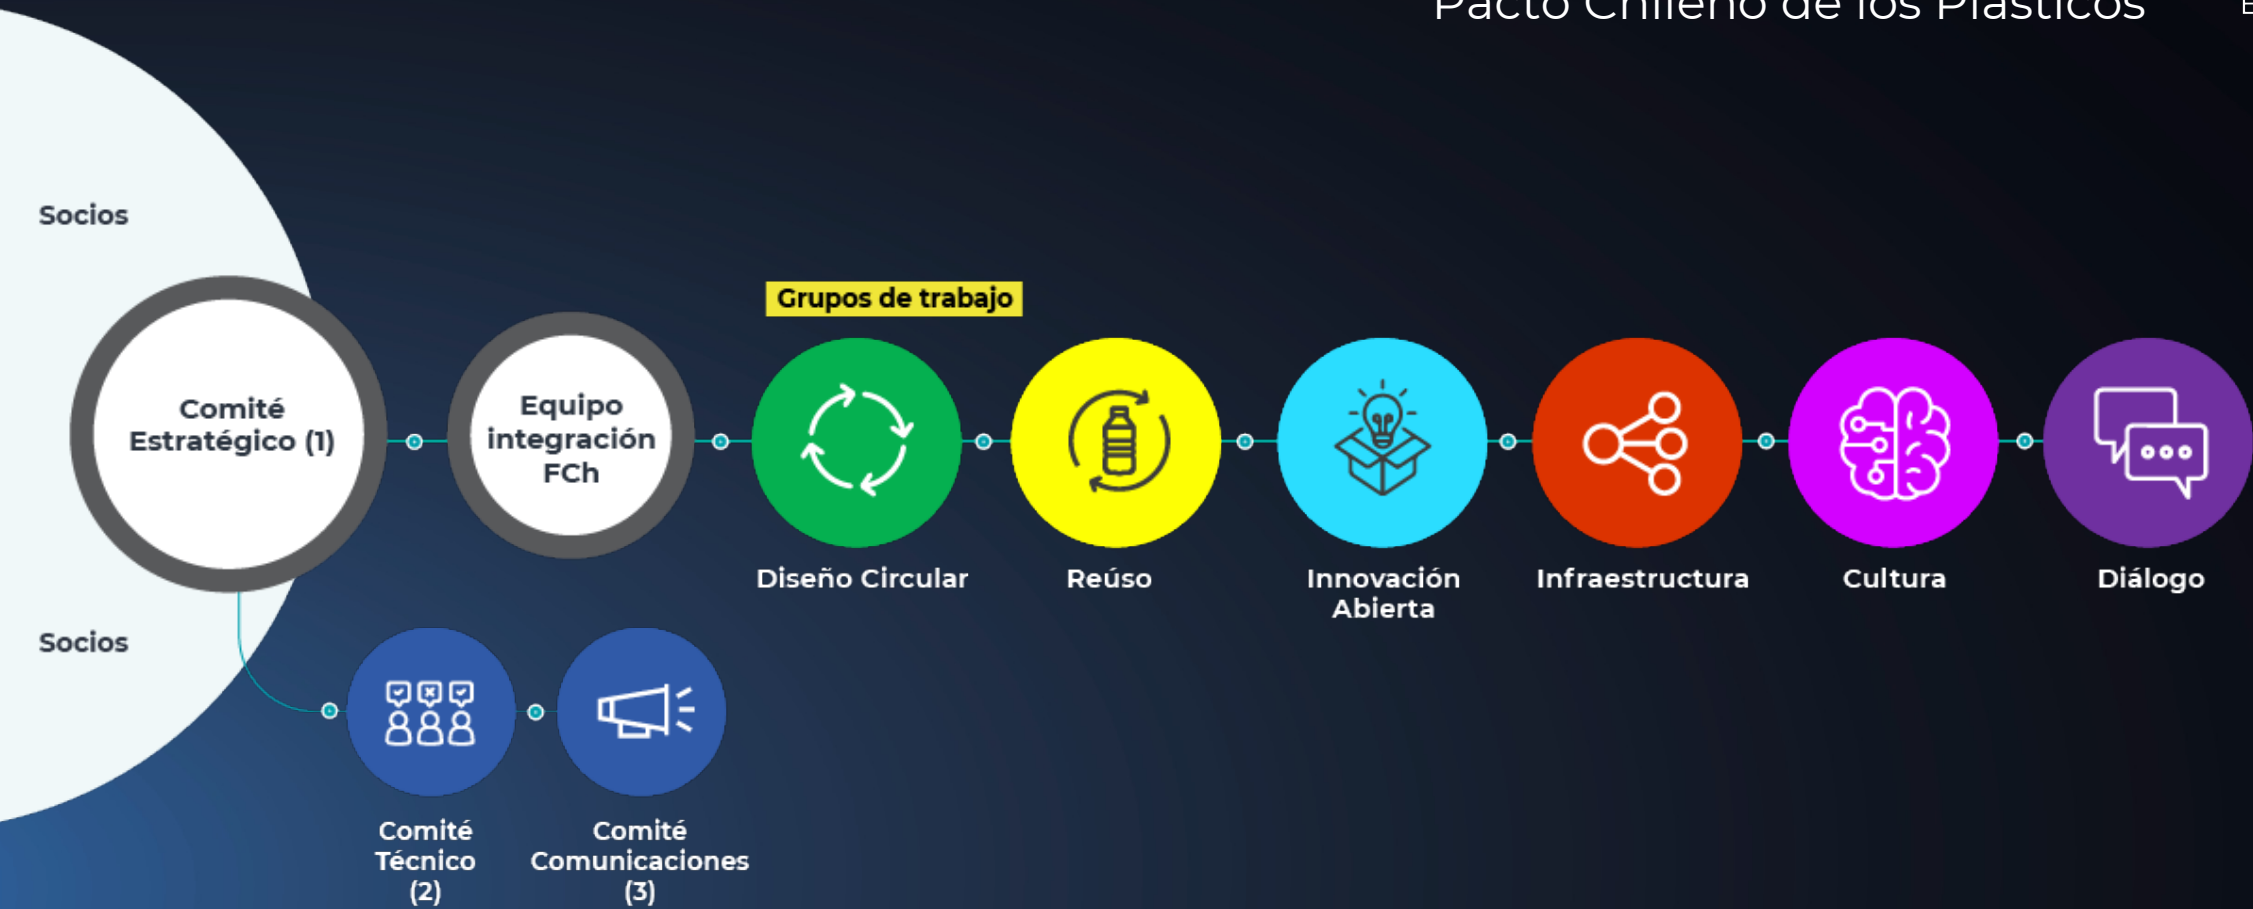 Pacto Chileno de los Plásticos
Socios
Grupos de trabajo
Comité
Estratégico (1)
Equipo
integración
FCh
Diseño Circular
Reúso
Innovación
Abierta
Infraestructura
Cultura
Diálogo
Socios
Comité
Técnico
(2)
Comité
Comunicaciones
(3)